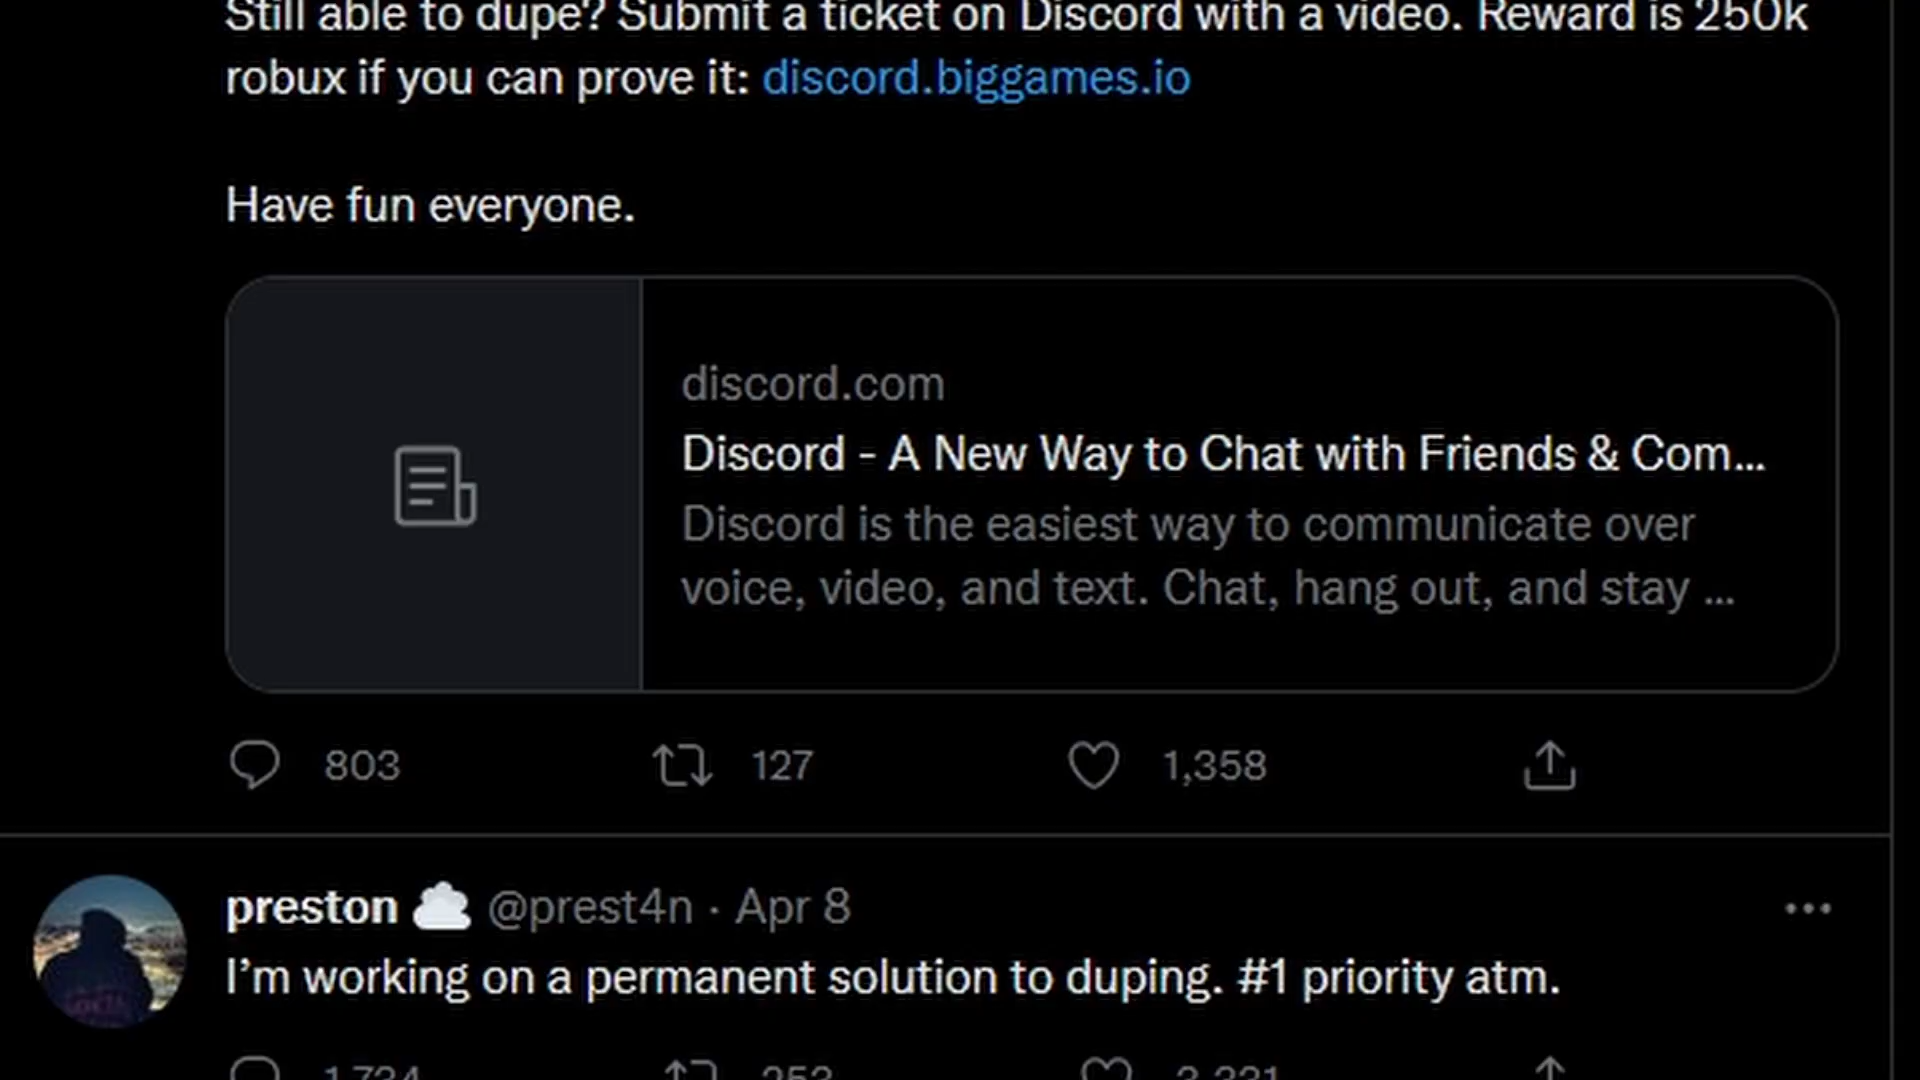 Still able to dupe? Submit a ticket on Discord with a video. Reward is 250k
robux if you can prove it: discord.biggames.io
Have fun everyone.
discord.com
Discord - A New Way to Chat with Friends & Com...
Discord is the easiest way to communicate over
voice, video, and text. Chat, hang out, and stay ...
803 127 1,358
preston @prest4n · Apr 8
I'm working on a permanent solution to duping. #1 priority atm.